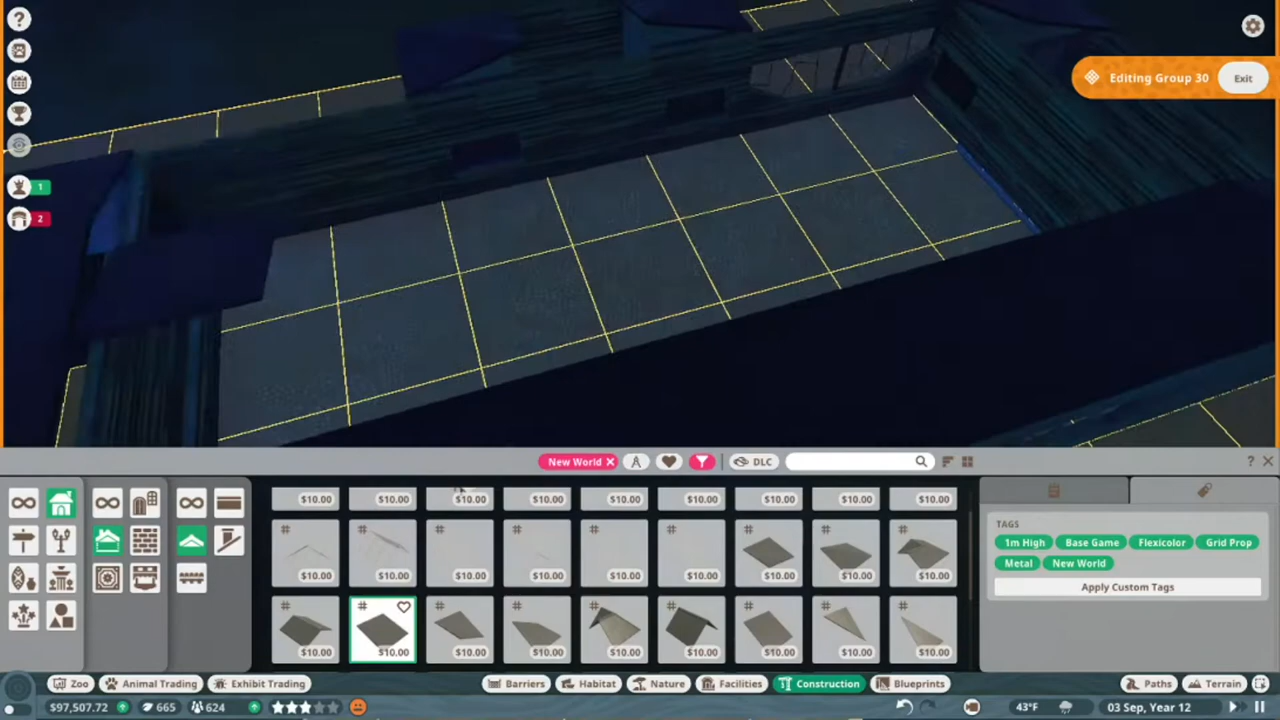 ?
Editing Group 30 Exit
1
2
New World × DLC
? ×
$10.00 $10.00 $10.00 $10.00 $10.00 $10.00 $10.00 $10.00 $10.00
# # # # # #
$10.00 $10.00 $10.00 $10.00 $10.00 $10.00 $10.00 $10.00 $10.00
# # # # # # # # #
$10.00 $10.00 $10.00 $10.00 $10.00 $10.00 $10.00 $10.00 $10.00
TAGS
1m High Base Game Flexicolor Grid Prop
Metal New World
Apply Custom Tags
Zoo Animal Trading Exhibit Trading Barriers Habitat Nature Facilities Construction Blueprints Paths Terrain
$97,507.72 665 624 43°F 03 Sep, Year 12